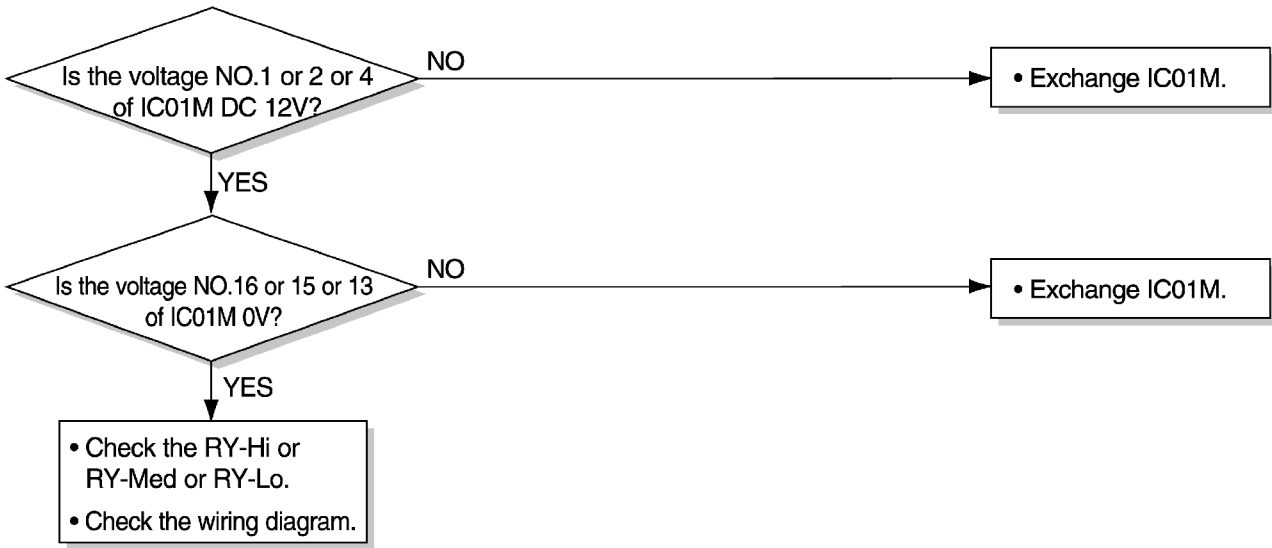 Is the voltage NO.1 or 2 or 4
of IC01M DC 12V?
NO
• Exchange IC01M.
YES
Is the voltage NO.16 or 15 or 13
of IC01M 0V?
NO
• Exchange IC01M.
YES
• Check the RY-Hi or
RY-Med or RY-Lo.
• Check the wiring diagram.